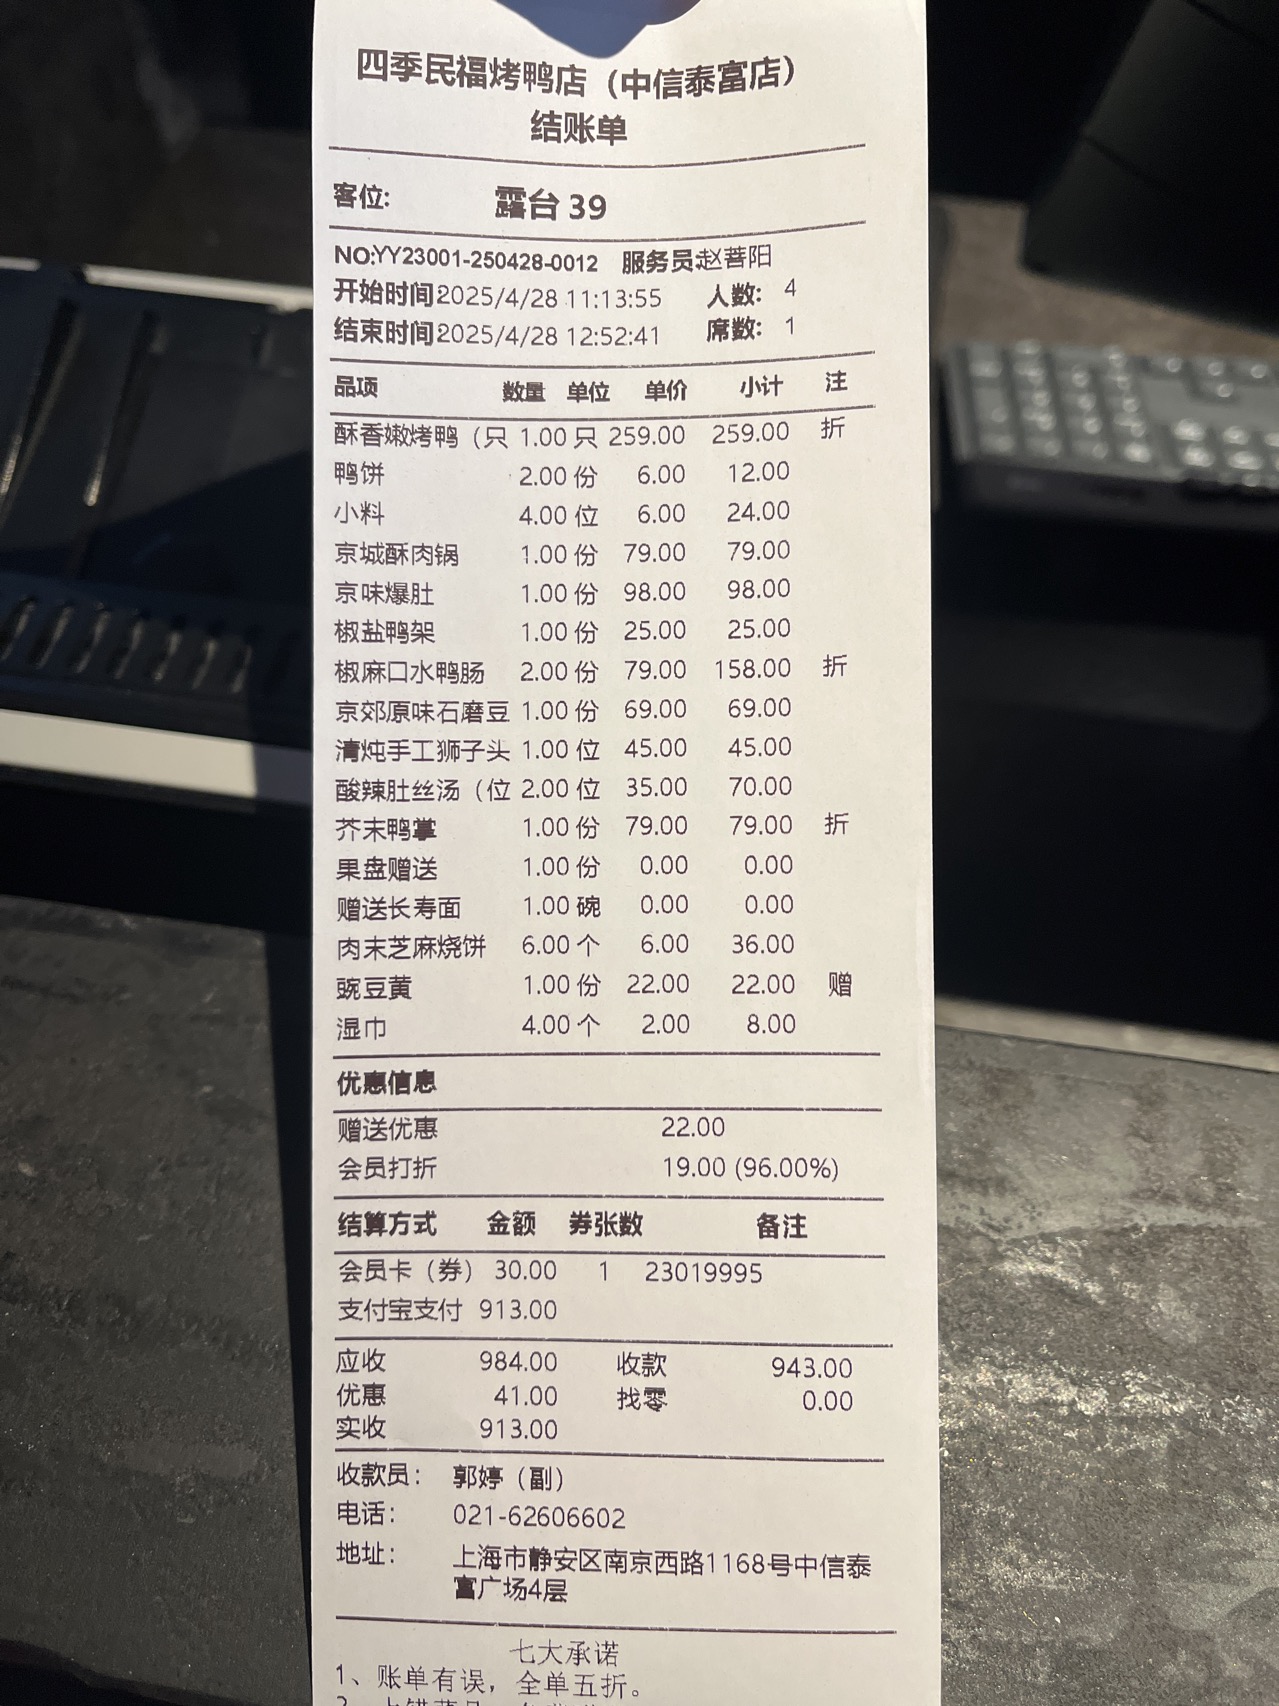 四季民福烤鸭店（中信泰富店）
结账单
客位: 露台 39
NO:YY23001-250428-0012 服务员:赵菩阳
开始时间2025/4/28 11:13:55 人数: 4
结束时间2025/4/28 12:52:41 席数: 1
品项 数量 单位 单价 小计 注
酥香嫩烤鸭（只 1.00 只 259.00 259.00 折
鸭饼 2.00 份 6.00 12.00
小料 4.00 位 6.00 24.00
京城酥肉锅 1.00 份 79.00 79.00
京味爆肚 1.00 份 98.00 98.00
椒盐鸭架 1.00 份 25.00 25.00
椒麻口水鸭肠 2.00 份 79.00 158.00 折
京郊原味石磨豆 1.00 份 69.00 69.00
清炖手工狮子头 1.00 位 45.00 45.00
酸辣肚丝汤（位 2.00 位 35.00 70.00
芥末鸭掌 1.00 份 79.00 79.00 折
果盘赠送 1.00 份 0.00 0.00
赠送长寿面 1.00 碗 0.00 0.00
肉末芝麻烧饼 6.00 个 6.00 36.00
豌豆黄 1.00 份 22.00 22.00 赠
湿巾 4.00 个 2.00 8.00
优惠信息
赠送优惠 22.00
会员打折 19.00 (96.00%)
结算方式 金额 券张数 备注
会员卡（券） 30.00 1 23019995
支付宝支付 913.00
应收 984.00 收款 943.00
优惠 41.00 找零 0.00
实收 913.00
收款员: 郭婷（副）
电话: 021-62606602
地址: 上海市静安区南京西路1168号中信泰
富广场4层
七大承诺
1、账单有误，全单五折。